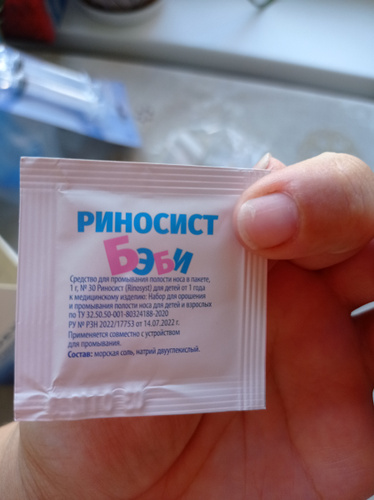 РИНОСИСТ
БЭБИ
Средство для промывания полости носа в пакете,
1 г, № 30 Риносист (Rinosyst) для детей от 1 года
к медицинскому изделию: Набор для орошения
и промывания полости носа для детей и взрослых
по ТУ 32.50.50-001-80324188-2020
РУ № РЗН 2022/17753 от 14.07.2022 г.
Применяется совместно с устройством
для промывания.
Состав: морская соль, натрий двууглекислый.